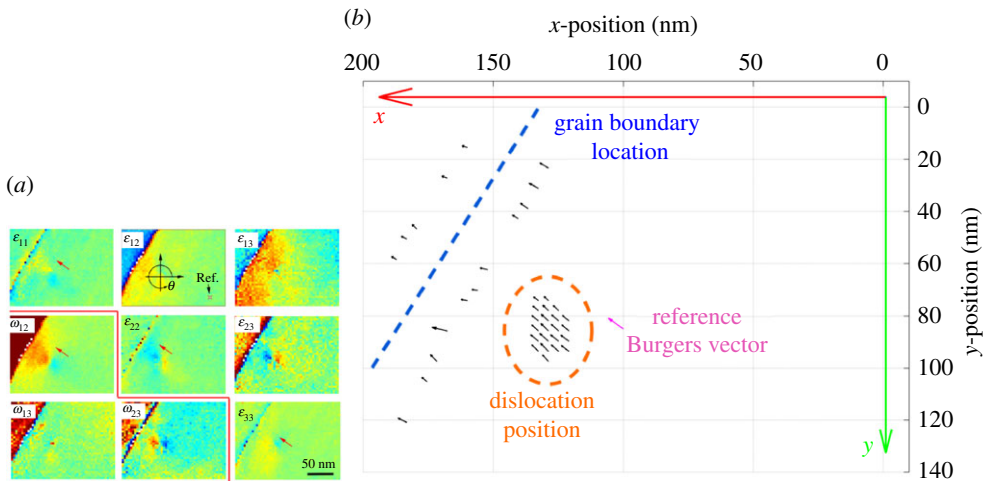 (b)
x-position (nm)
200 150 100 50 0
x
grain boundary
location
0
20
40
60
80
100
120
140
y-position (nm)
reference
Burgers vector
dislocation
position
y
(a)
ε11 ε12 ε13
θ Ref.
ω12 ε22 ε23
ω13 ω23 ε33
50 nm